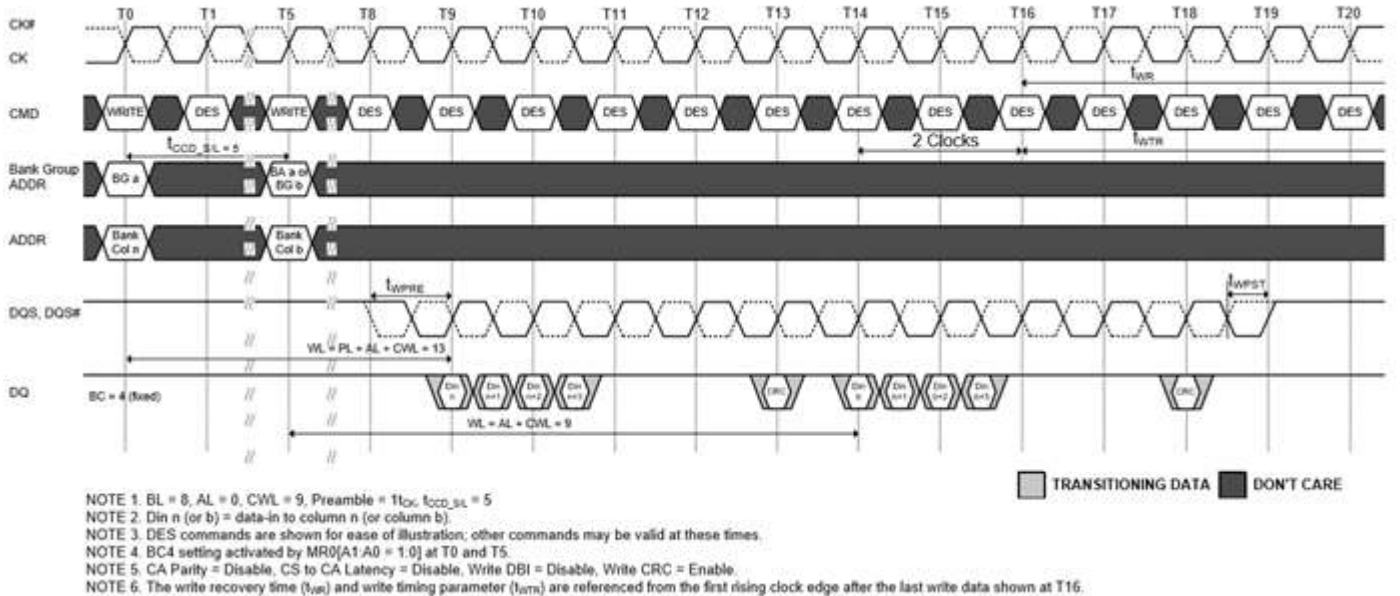 T0 T1 T5 T8 T9 T10 T11 T12 T13 T14 T15 T16 T17 T18 T19 T20
CK#
CK
tWR
CMD WRITE DES WRITE DES DES DES DES DES DES DES DES DES DES DES DES DES
tCCD_S/L = 5 2 Clocks tWTR
Bank Group
ADDR
BG a
BA a or
BG b
ADDR
Bank
Col n
Bank
Col b
tWPRE tWPST
DQS, DQS#
WL = PL + AL + CWL = 13
DQ
BC = 4 (fixed)
Din
n
Din
n+1
Din
n+2
Din
n+3
CRC
Din
b
Din
n+1
Din
CRC
WL = AL + CWL = 9
TRANSITIONING DATA DON'T CARE
NOTE 1. BL = 8, AL = 0, CWL = 9, Preamble = 1tCK, tCCD_S/L = 5
NOTE 2. Din n (or b) = data-in to column n (or column b).
NOTE 3. DES commands are shown for ease of illustration; other commands may be valid at these times.
NOTE 4. BC4 setting activated by MR0[A1:A0 = 1:0] at T0 and T5.
NOTE 5. CA Parity = Disable, CS to CA Latency = Disable, Write DBI = Disable, Write CRC = Enable.
NOTE 6. The write recovery time (tWR) and write timing parameter (tWTR) are referenced from the first rising clock edge after the last write data shown at T16.